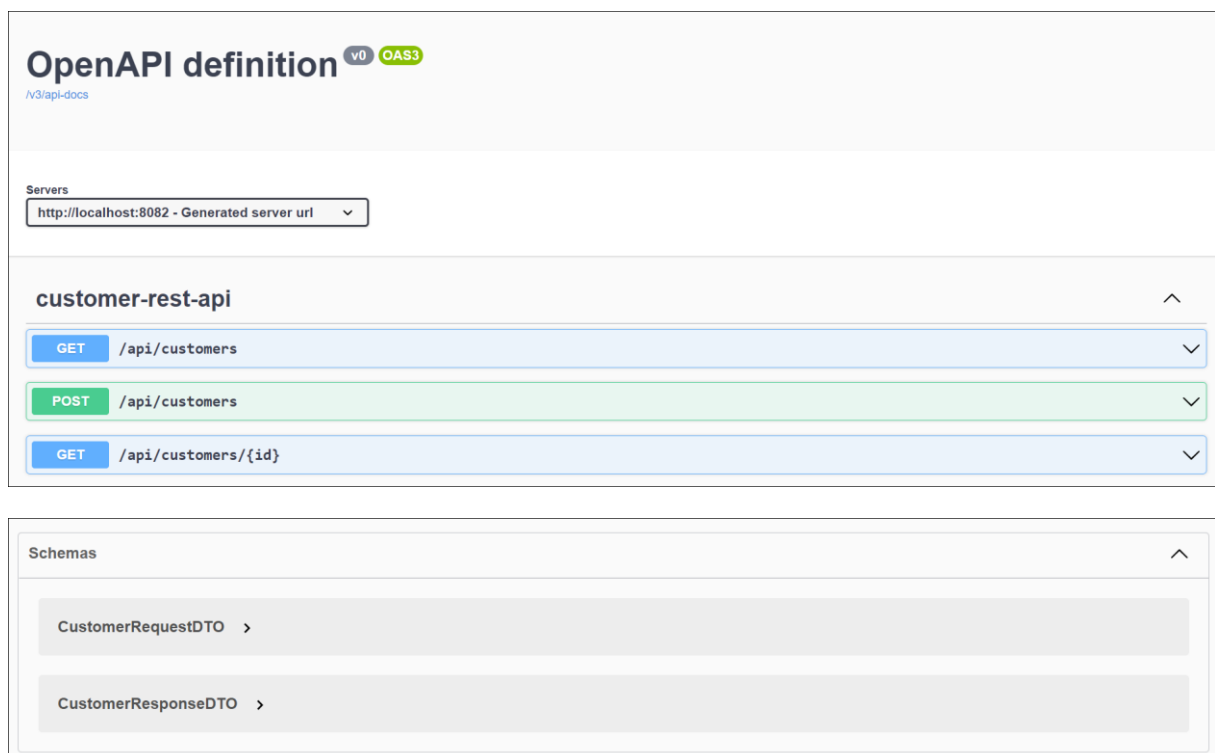 OpenAPI definition v0 OAS3
/v3/api-docs
Servers
http://localhost:8082 - Generated server url
customer-rest-api
GET /api/customers
POST /api/customers
GET /api/customers/{id}
Schemas
CustomerRequestDTO
CustomerResponseDTO